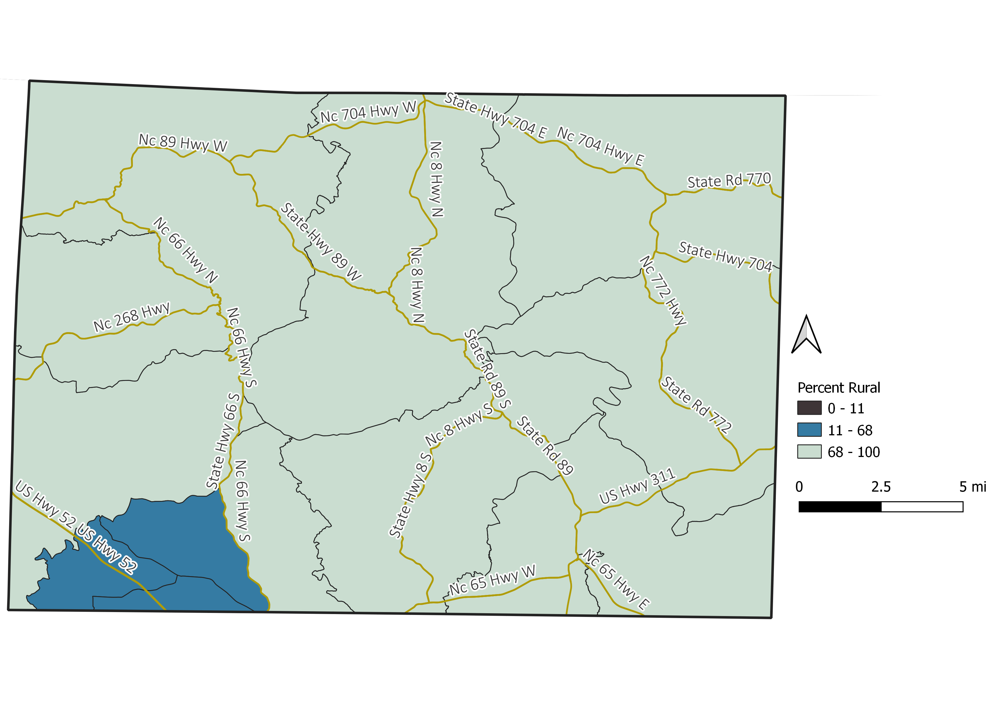 State Hwy 704 E
Nc 704 Hwy W
Nc 704 Hwy E
Nc 89 Hwy W
Nc 8 Hwy N
State Rd 770
State Hwy 89 W
Nc 66 Hwy N
State Hwy 704
Nc 8 Hwy N
Nc 772 Hwy
Nc 268 Hwy
Nc 66 Hwy S
State Rd 89 S
State Rd 772
State Hwy 66 S
Nc 8 Hwy S
State Rd 89
State Hwy 8 S
Nc 66 Hwy S
US Hwy 311
US Hwy 52
US Hwy 52
Nc 65 Hwy W
Nc 65 Hwy E
Percent Rural
0 - 11
11 - 68
68 - 100
0 2.5 5 mi